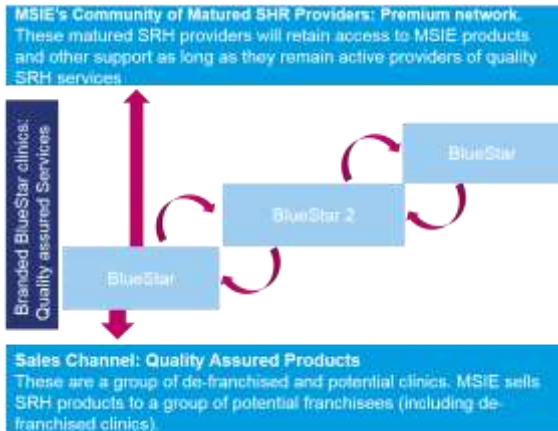 MSIE's Community of Matured SHR Providers: Premium network.
These matured SRH providers will retain access to MSIE products
and other support as long as they remain active providers of quality
SRH services
Branded BlueStar clinics:
Quality assured Services
BlueStar
BlueStar 2
BlueStar
Sales Channel: Quality Assured Products
These are a group of de-franchised and potential clinics. MSIE sells
SRH products to a group of potential franchisees (including de-
franchised clinics).